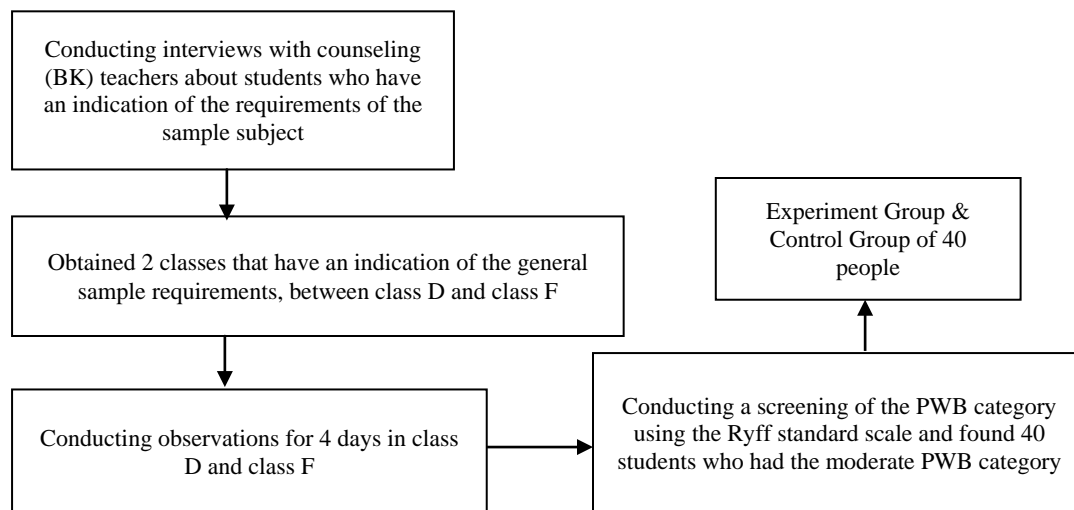 Conducting interviews with counseling
(BK) teachers about students who have
an indication of the requirements of the
sample subject
Obtained 2 classes that have an indication of the general
sample requirements, between class D and class F
Conducting observations for 4 days in class
D and class F
Conducting a screening of the PWB category
using the Ryff standard scale and found 40
students who had the moderate PWB category
Experiment Group &
Control Group of 40
people